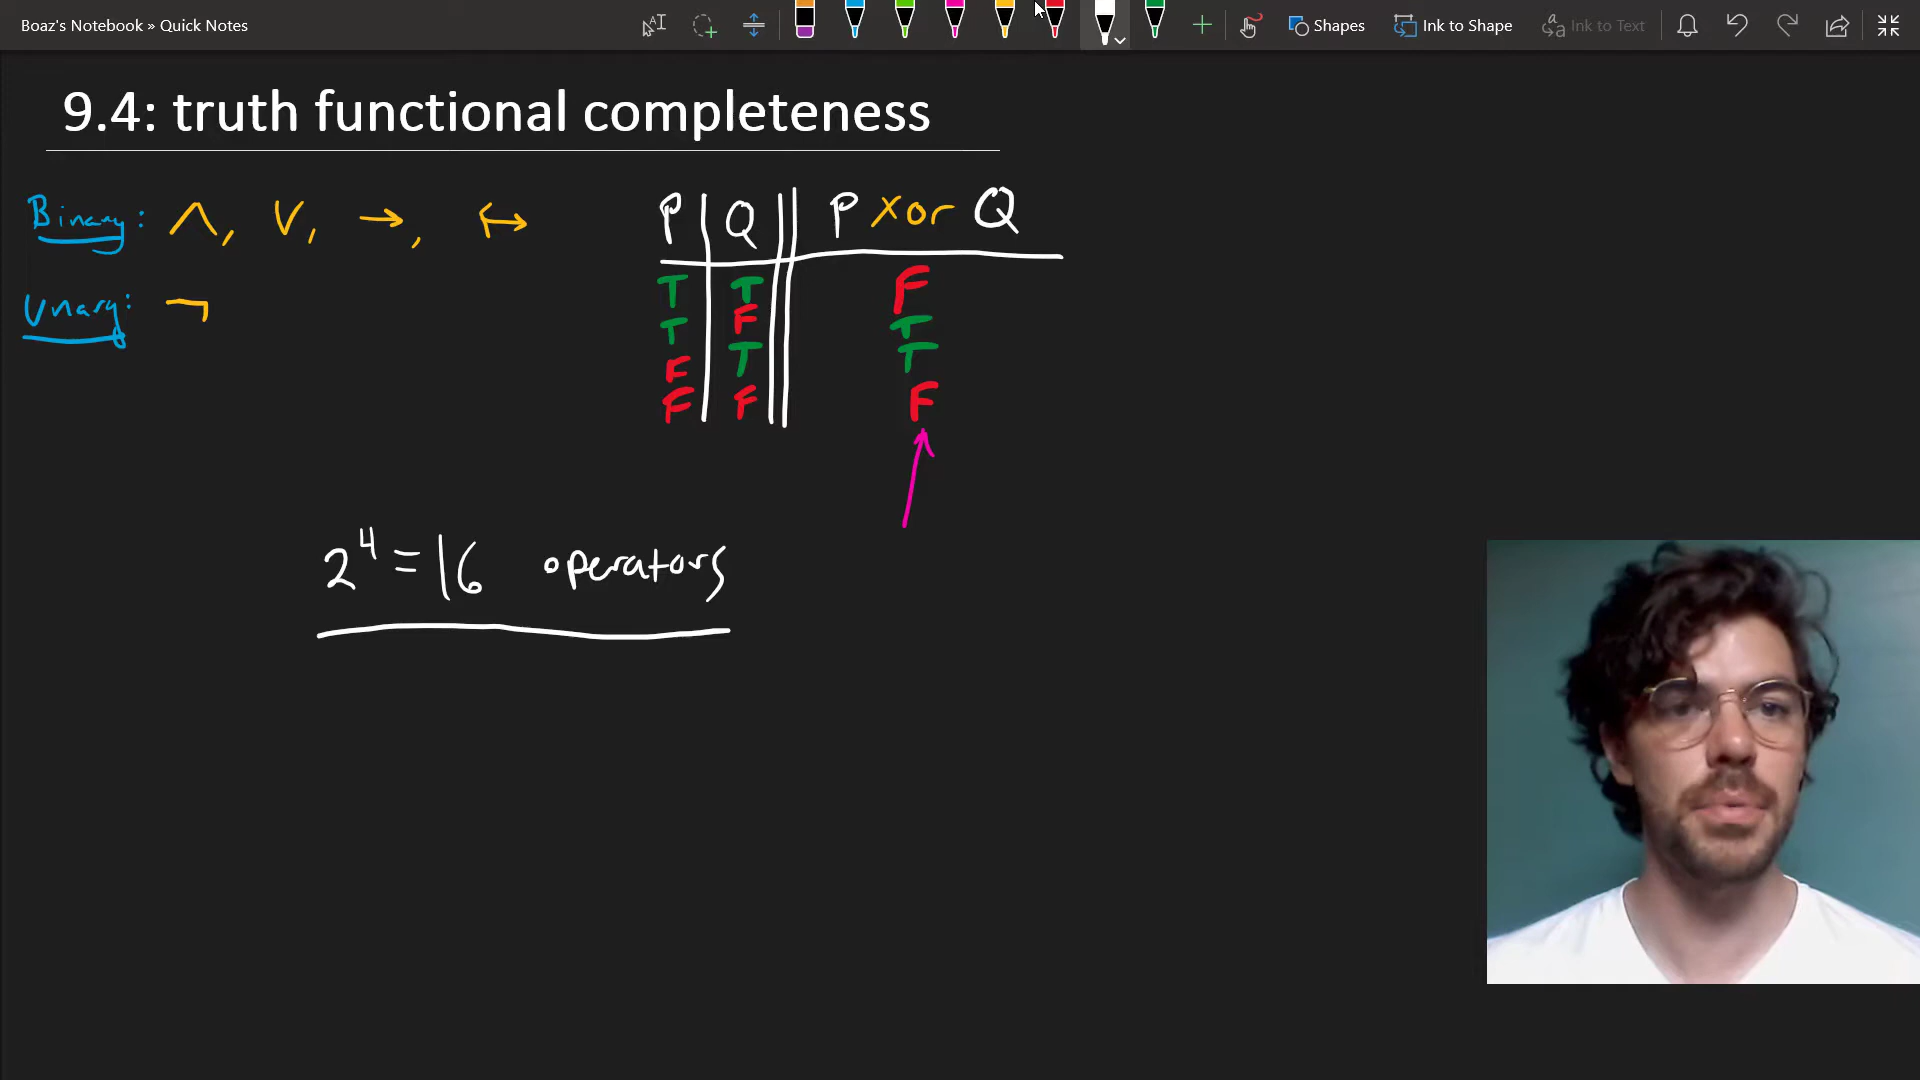 Boaz's Notebook » Quick Notes
Shapes
Ink to Shape
Ink to Text
9.4: truth functional completeness
Binary: ∧, ∨, →, ↔
Unary: ¬
P Q P xor Q
T T F
T F T
F T T
F F F
2⁴ = 16 operators